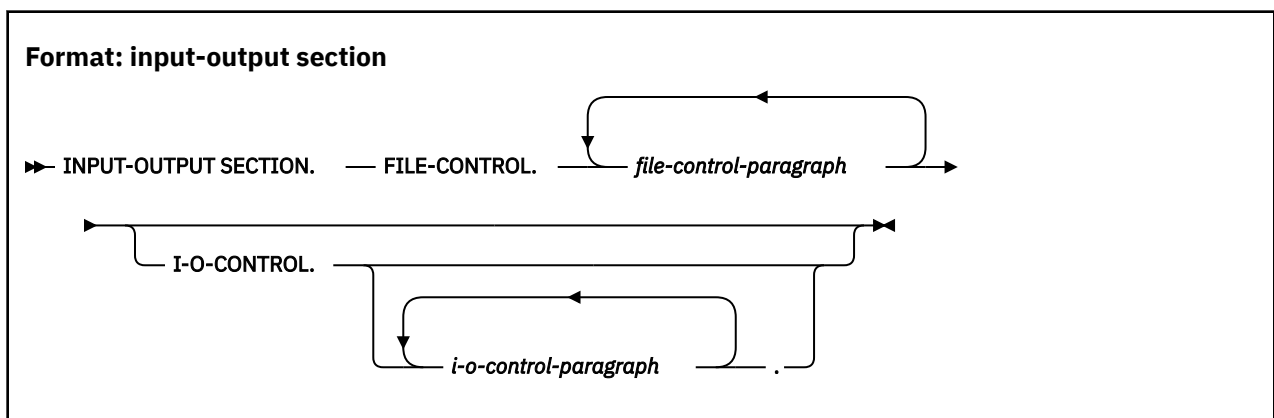 Format: input-output section
INPUT-OUTPUT SECTION. FILE-CONTROL. file-control-paragraph
I-O-CONTROL.
i-o-control-paragraph .